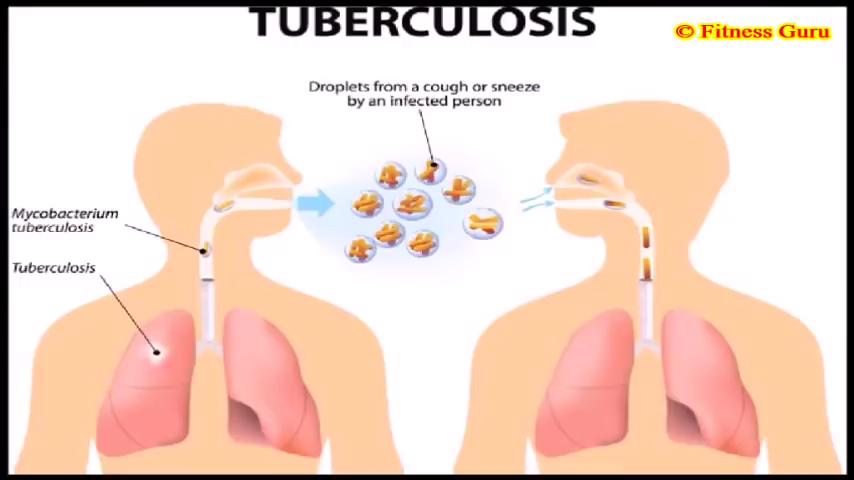 TUBERCULOSIS
© Fitness Guru
Droplets from a cough or sneeze
by an infected person
Mycobacterium
tuberculosis
Tuberculosis